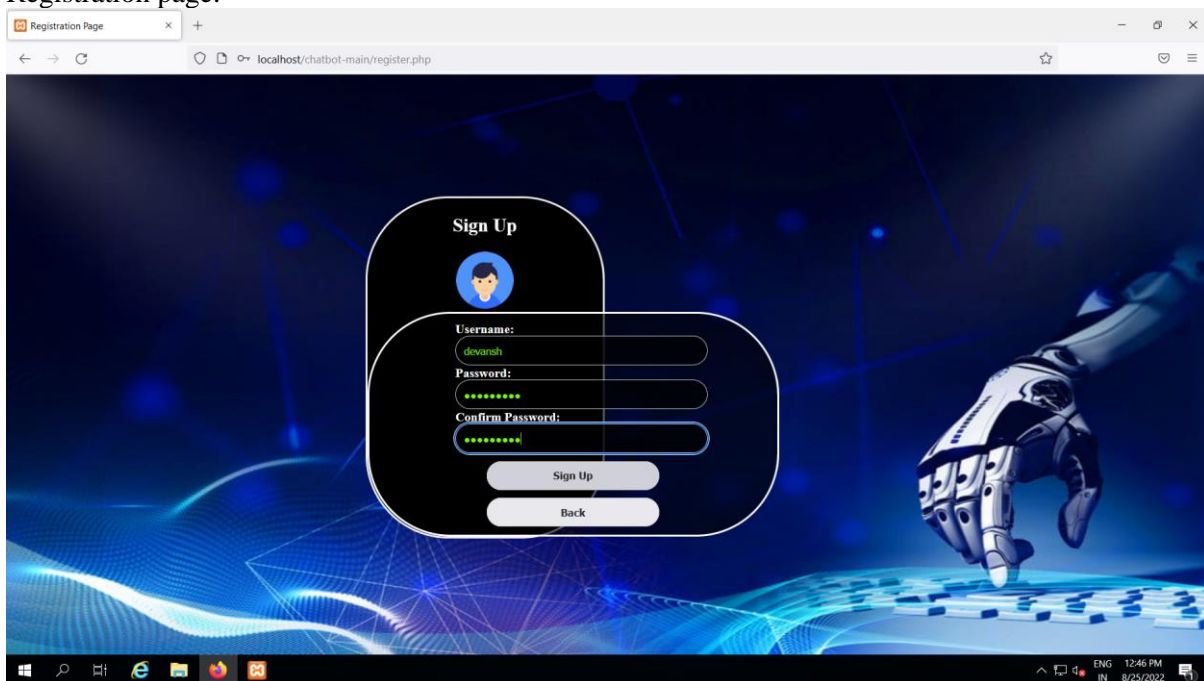 Registration page:
Registration Page
localhost/chatbot-main/register.php
Sign Up
Username:
devansh
Password:
Confirm Password:
Sign Up
Back
ENG 12:46 PM
IN 8/25/2022